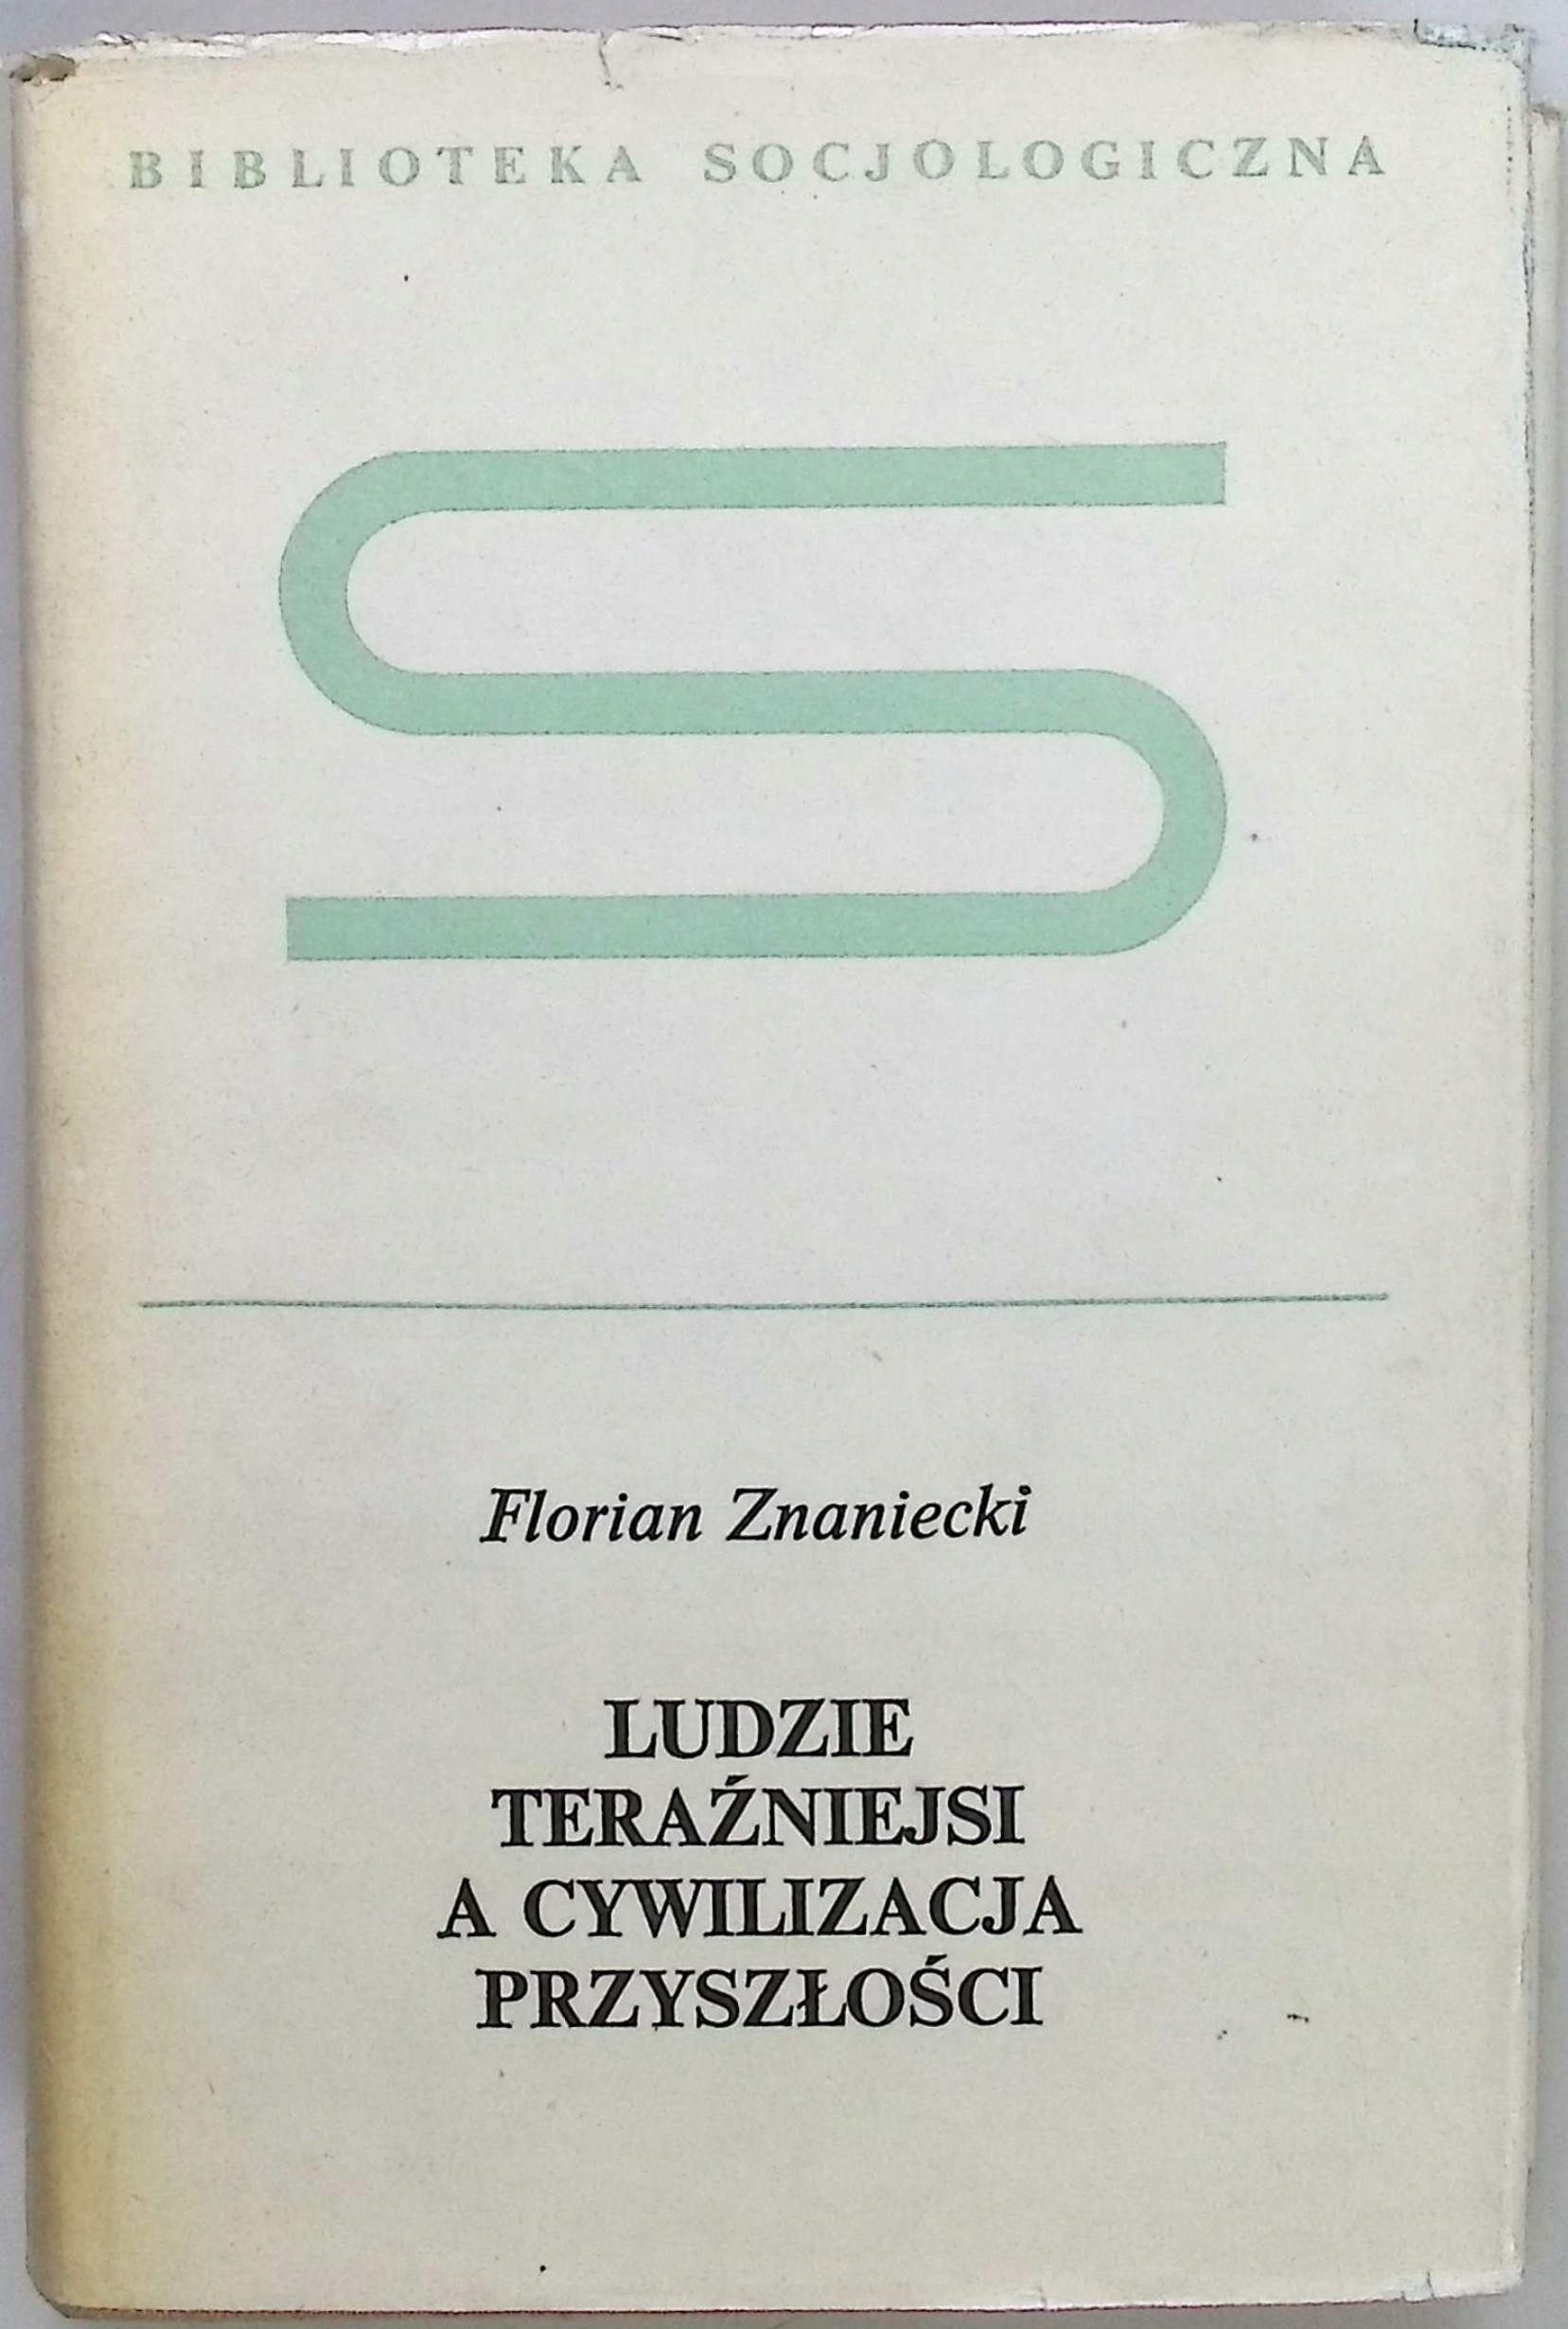 BIBLIOTEKA SOCJOLOGICZNA
S
Florian Znaniecki
LUDZIE
TERAŹNIEJSI
A CYWILIZACJA
PRZYSZŁOŚCI